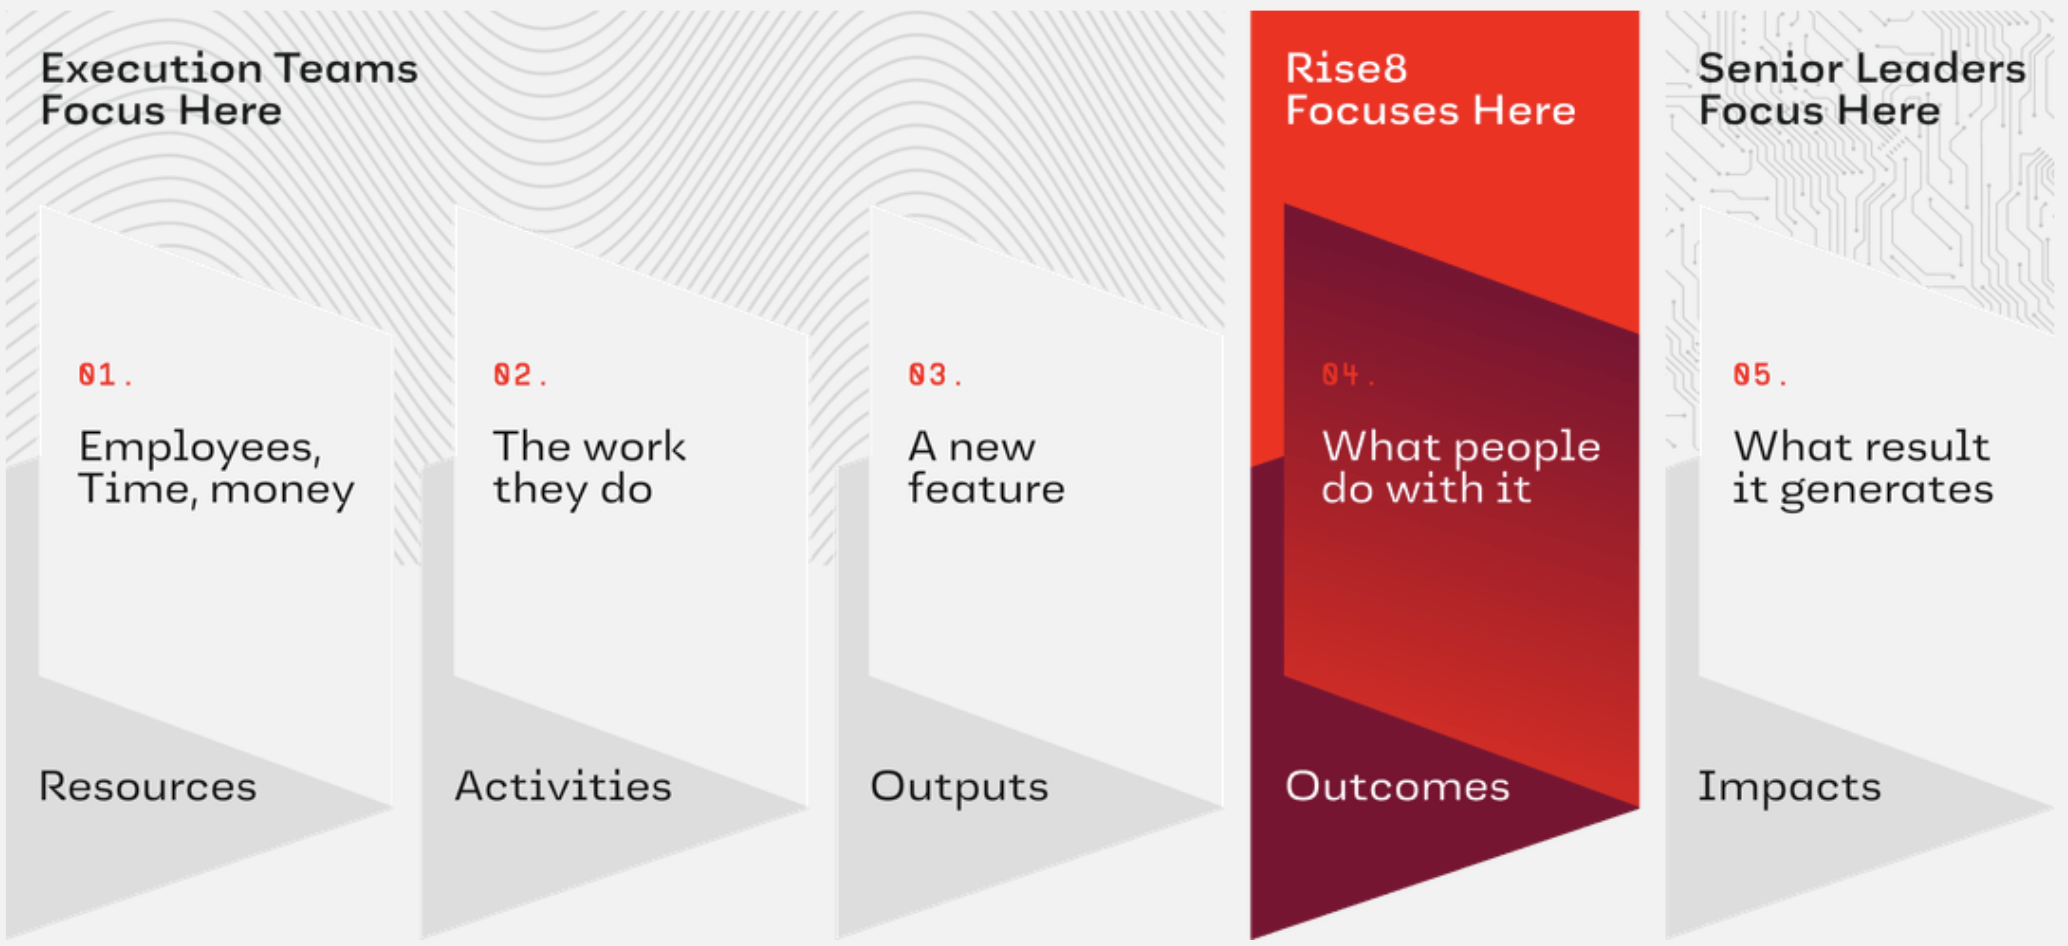 Execution Teams
Focus Here
Rise8
Focuses Here
Senior Leaders
Focus Here
01.
Employees,
Time, money
Resources
02.
The work
they do
Activities
03.
A new
feature
Outputs
04.
What people
do with it
Outcomes
05.
What result
it generates
Impacts